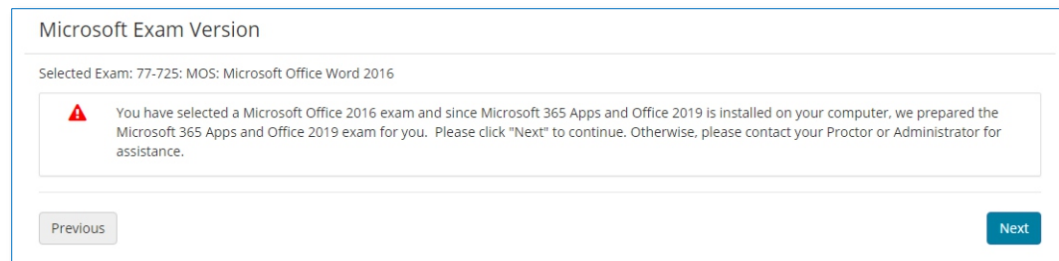 Microsoft Exam Version
Selected Exam: 77-725: MOS: Microsoft Office Word 2016
You have selected a Microsoft Office 2016 exam and since Microsoft 365 Apps and Office 2019 is installed on your computer, we prepared the
Microsoft 365 Apps and Office 2019 exam for you.  Please click "Next" to continue. Otherwise, please contact your Proctor or Administrator for
assistance.
Previous
Next